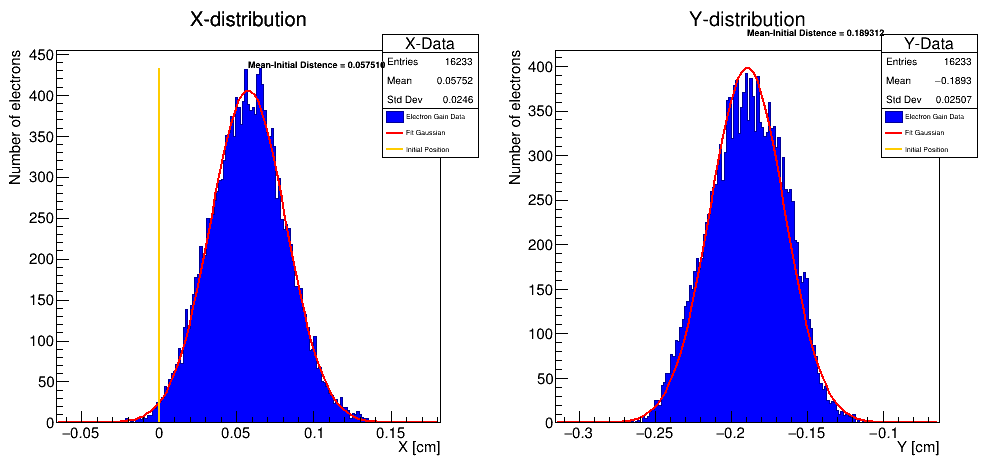 X-distribution
Mean-Initial Distence = 0.057510
X-Data
Entries 16233
Mean 0.05752
Std Dev 0.0246
Electron Gain Data
Fit Gaussian
Initial Position
Number of electrons
450
400
350
300
250
200
150
100
50
0
−0.05 0 0.05 0.1 0.15
X [cm]
Y-distribution
Mean-Initial Distence = 0.189312
Y-Data
Entries 16233
Mean −0.1893
Std Dev 0.02507
Electron Gain Data
Fit Gaussian
Initial Position
Number of electrons
400
350
300
250
200
150
100
50
0
−0.3 −0.25 −0.2 −0.15 −0.1
Y [cm]